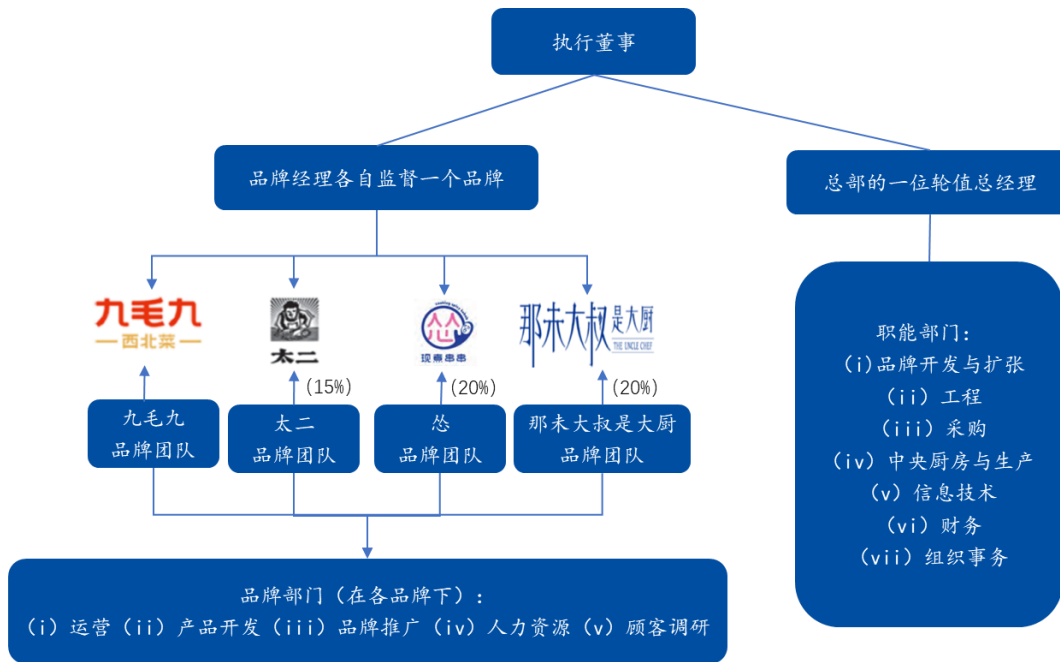 执行董事
品牌经理各自监督一个品牌
总部的一位轮值总经理
九毛九
西北菜
太二
怂
现煮串串
那未大叔是大厨
THE UNCLE CHEF
(15%)
(20%)
(20%)
九毛九
品牌团队
太二
品牌团队
怂
品牌团队
那未大叔是大厨
品牌团队
职能部门:
(i)品牌开发与扩张
(ii)工程
(iii)采购
(iv)中央厨房与生产
(v)信息技术
(vi)财务
(vii)组织事务
品牌部门(在各品牌下):
(i)运营(ii)产品开发(iii)品牌推广(iv)人力资源(v)顾客调研